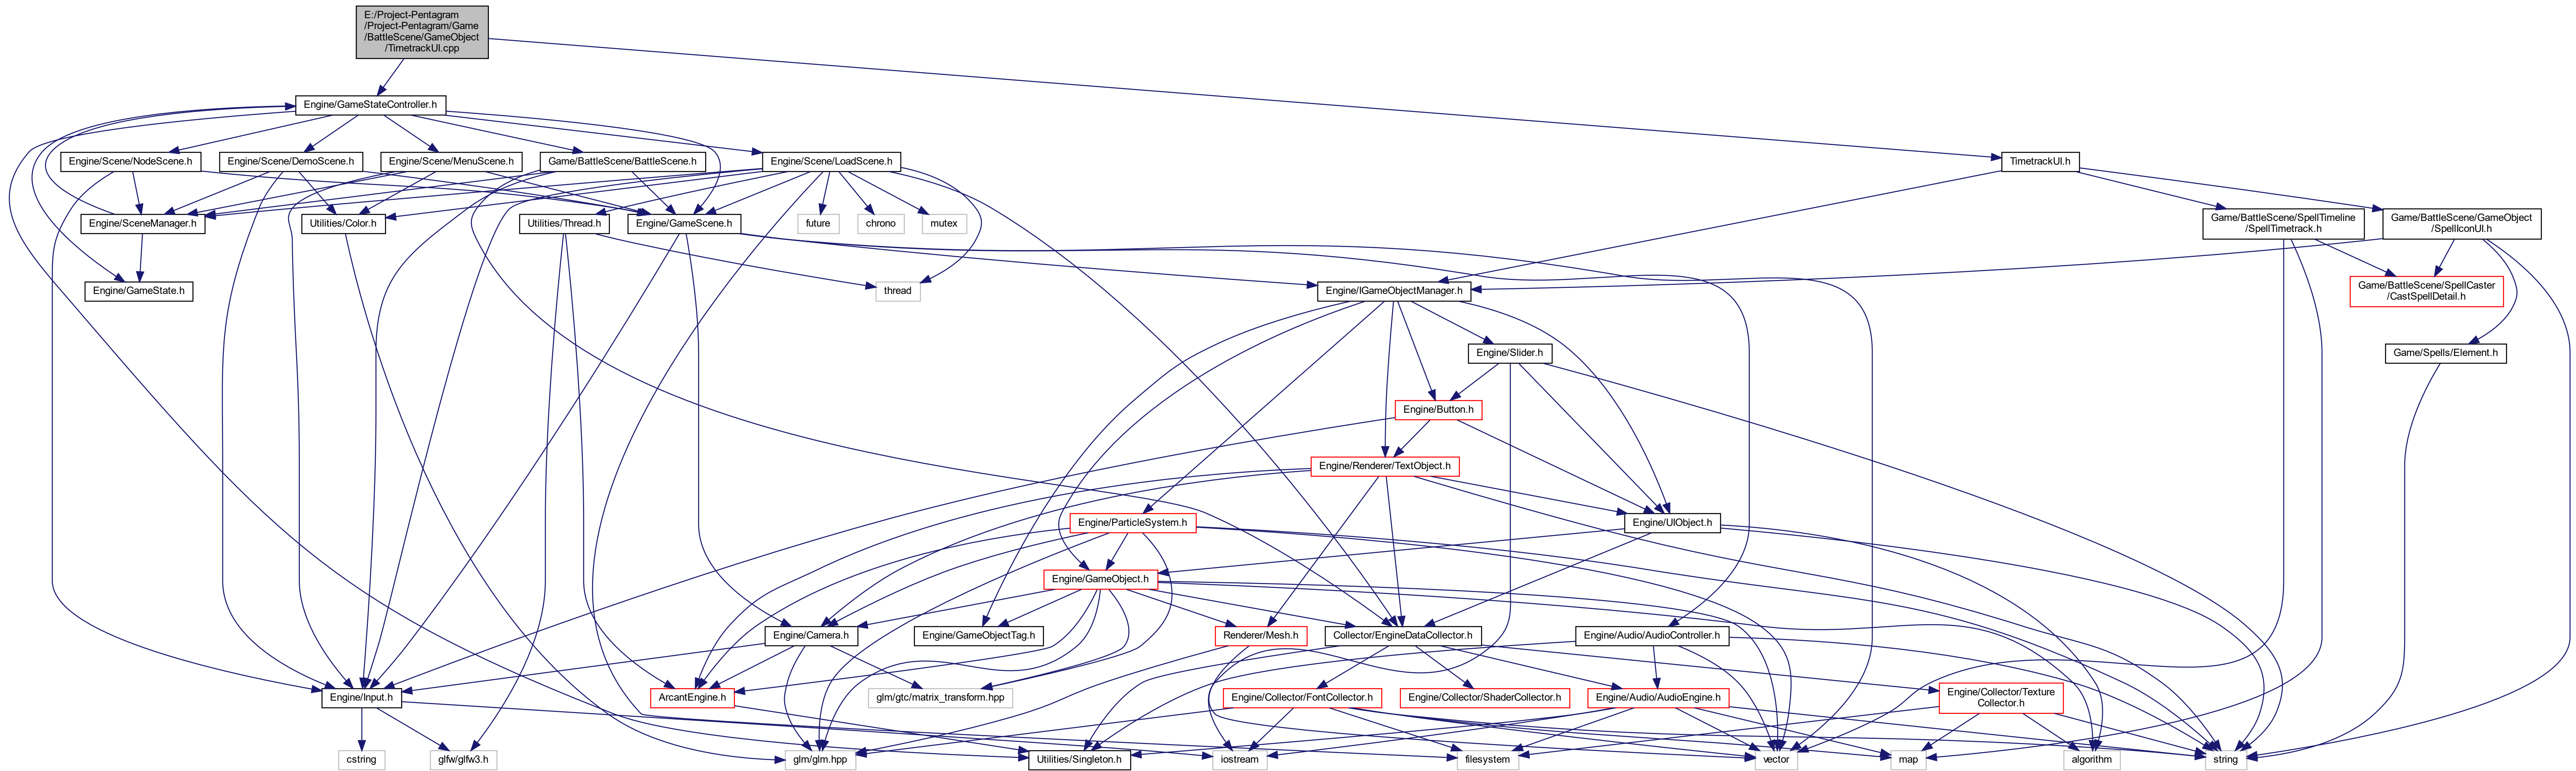 E:/Project-Pentagram
/Project-Pentagram/Game
/BattleScene/GameObject
/TimetrackUI.cpp
Engine/GameStateController.h
Engine/Scene/NodeScene.h
Engine/Scene/DemoScene.h
Engine/Scene/MenuScene.h
Game/BattleScene/BattleScene.h
Engine/Scene/LoadScene.h
TimetrackUI.h
Engine/SceneManager.h
Utilities/Color.h
Utilities/Thread.h
Engine/GameScene.h
future
chrono
mutex
Game/BattleScene/SpellTimeline
/SpellTimetrack.h
Game/BattleScene/GameObject
/SpellIconUI.h
Engine/GameState.h
thread
Engine/IGameObjectManager.h
Game/BattleScene/SpellCaster
/CastSpellDetail.h
Engine/Slider.h
Game/Spells/Element.h
Engine/Button.h
Engine/Renderer/TextObject.h
Engine/ParticleSystem.h
Engine/UIObject.h
Engine/GameObject.h
Engine/Camera.h
Engine/GameObjectTag.h
Renderer/Mesh.h
Collector/EngineDataCollector.h
Engine/Audio/AudioController.h
Engine/Input.h
ArcantEngine.h
glm/gtc/matrix_transform.hpp
Engine/Collector/FontCollector.h
Engine/Collector/ShaderCollector.h
Engine/Audio/AudioEngine.h
Engine/Collector/Texture
Collector.h
cstring
glfw/glfw3.h
glm/glm.hpp
Utilities/Singleton.h
iostream
filesystem
vector
map
algorithm
string